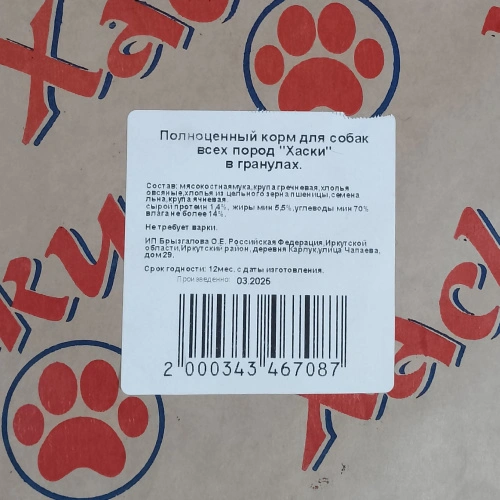 Полноценный корм для собак
всех пород "Хаски"
в гранулах.
Состав: мясокостнаямука,крупа гречневая,хлопья
овсяные,хлопья из цельного зерна пшеницы,семена
льна,крупа ячневая.
сырой протеин 14%, жиры мин 5,5%,углеводы мин 70%
влага не более 14%.
Не требует варки.
ИП Брызгалова О.Е. Российская Федерация,Иркутской
области,Иркутский район, деревня Карлук,улица Чапаева,
дом 29.
Срок годности: 12мес. с даты изготовления.
Произведено: 03.2025
2 000343 467087